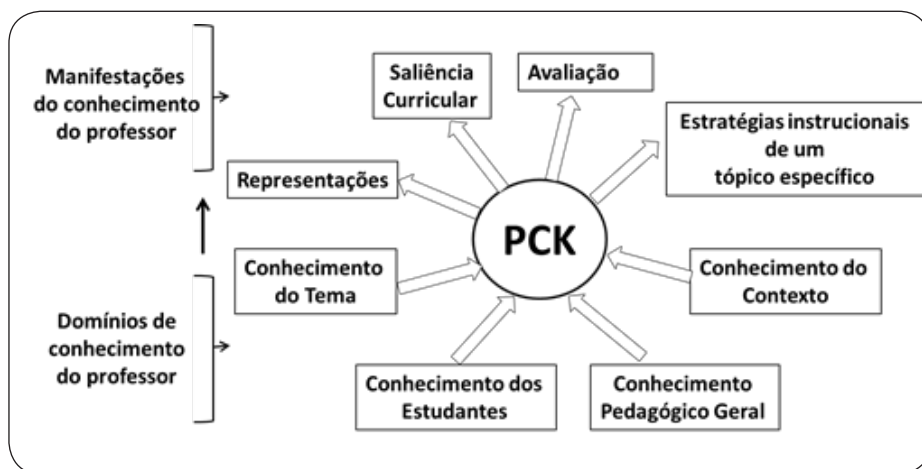 Manifestações
do conhecimento
do professor
Saliência
Curricular
Avaliação
Estratégias instrucionais
de um
tópico específico
Representações
PCK
Conhecimento
do Tema
Conhecimento do
Contexto
Domínios de
conhecimento
do professor
Conhecimento dos
Estudantes
Conhecimento
Pedagógico Geral